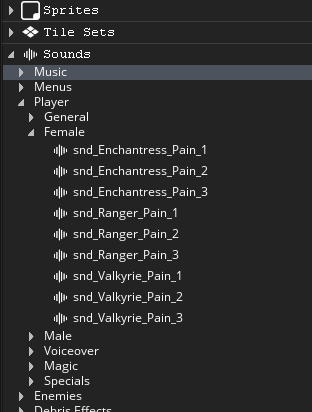 Sprites
Tile Sets
Sounds
Music
Menus
Player
General
Female
snd_Enchantress_Pain_1
snd_Enchantress_Pain_2
snd_Enchantress_Pain_3
snd_Ranger_Pain_1
snd_Ranger_Pain_2
snd_Ranger_Pain_3
snd_Valkyrie_Pain_1
snd_Valkyrie_Pain_2
snd_Valkyrie_Pain_3
Male
Voiceover
Magic
Specials
Enemies
Debris Effects